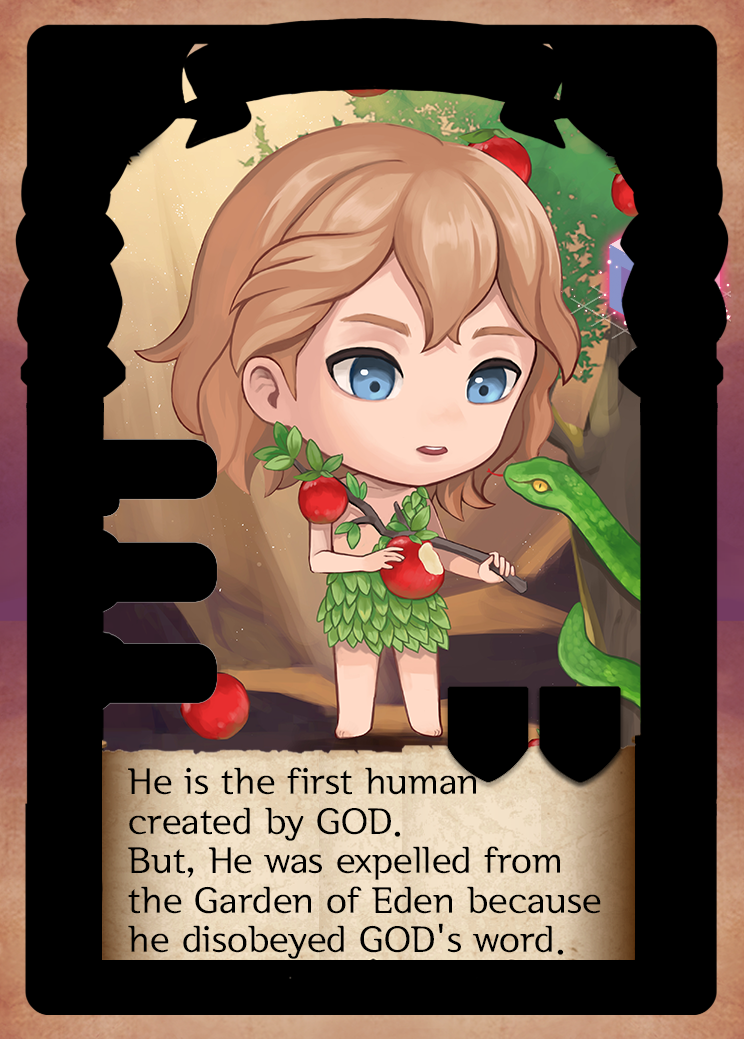 He is the first human
created by GOD.
But, He was expelled from
the Garden of Eden because
he disobeyed GOD's word.